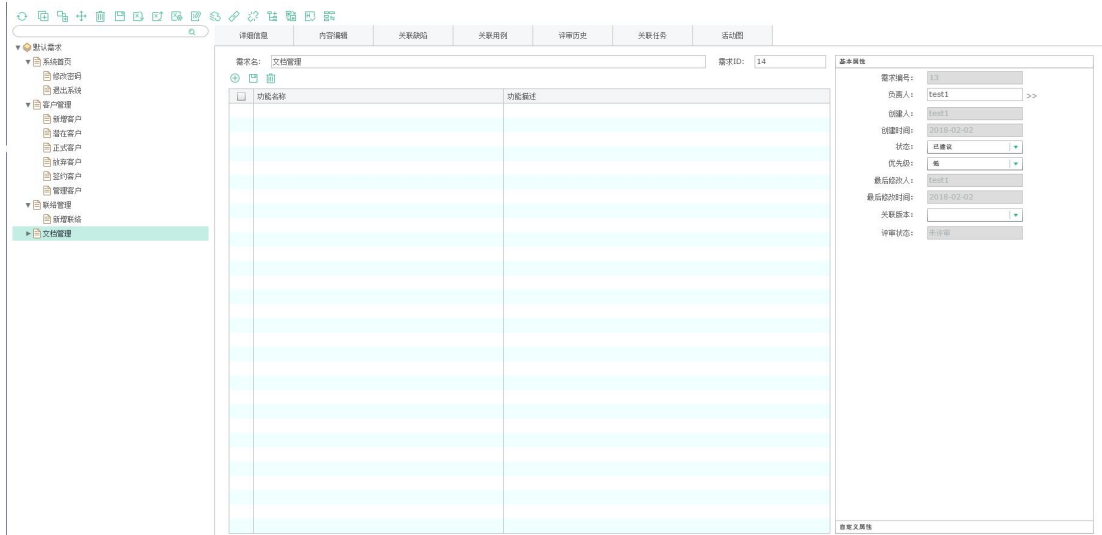 详细信息
内容编辑
关联缺陷
关联用例
评审历史
关联任务
活动图
默认需求
系统首页
修改密码
退出系统
客户管理
新增客户
潜在客户
正式客户
放弃客户
签约客户
管理客户
联络管理
新增联络
文档管理
需求名： 文档管理
需求ID： 14
功能名称
功能描述
基本属性
需求编号： 13
负责人： test1 >>
创建人： test1
创建时间： 2018-02-02
状态： 已建议
优先级： 低
最后修改人： test1
最后修改时间： 2018-02-02
关联版本：
评审状态： 未评审
自定义属性